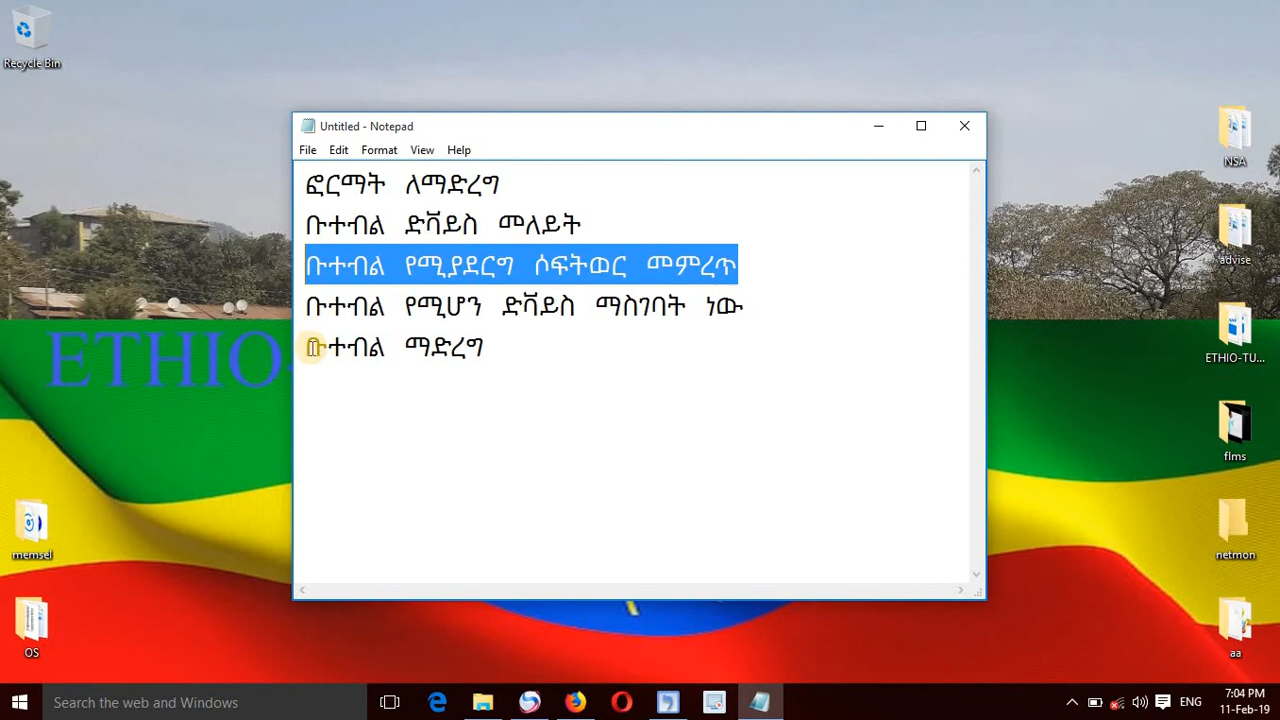 Recycle Bin
NSA
advise
ETHIO-TU...
flms
netmon
aa
memsel
OS
ETHIO-
Untitled - Notepad
File Edit Format View Help
ፎርማት ለማድረግ
ቡተብል ድቫይስ መለይት
ቡተብል የሚያደርግ ሶፍትወር መምረጥ
ቡተብል የሚሆን ድቫይስ ማስገባት ነው
ቡተብል ማድረግ
Search the web and Windows
ENG
7:04 PM
11-Feb-19